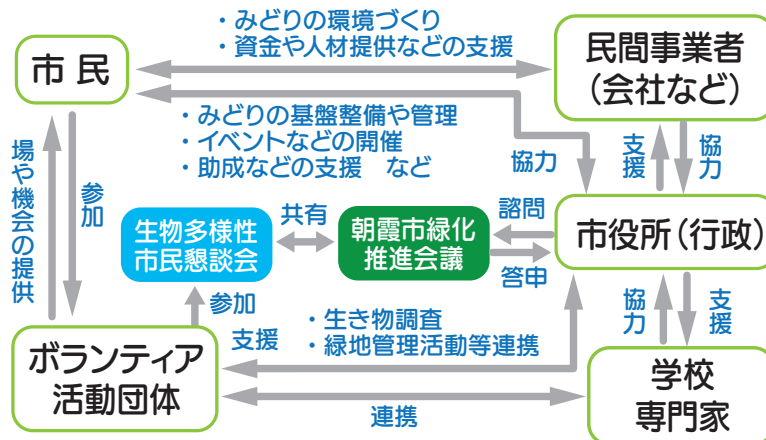 ・みどりの環境づくり
・資金や人材提供などの支援
市 民
民間事業者
(会社など)
・みどりの基盤整備や管理
・イベントなどの開催
・助成などの支援 など
協力
支援
協力
場や機会の提供
参加
生物多様性
市民懇談会
共有
朝霞市緑化
推進会議
諮問
答申
市役所(行政)
参加
支援
・生き物調査
・緑地管理活動等連携
協力
支援
ボランティア
活動団体
連携
学校
専門家